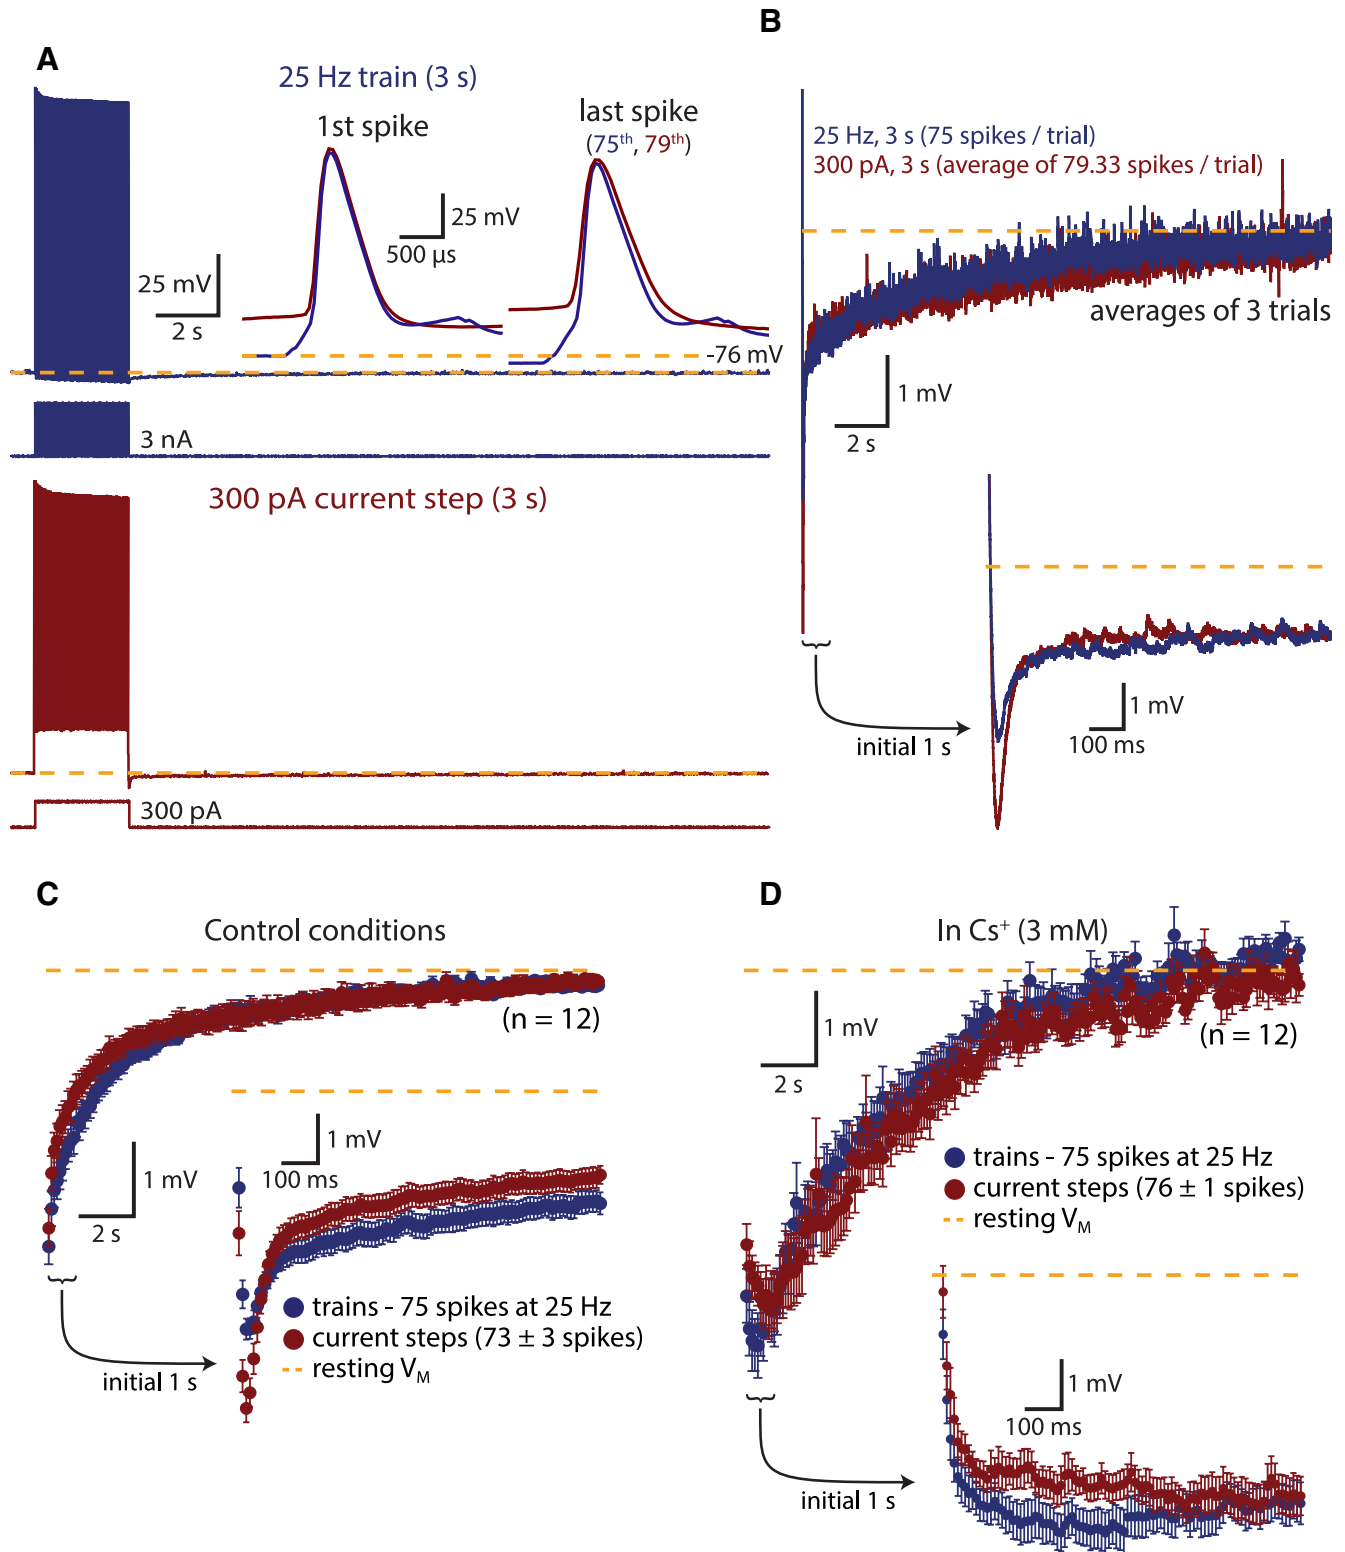 A
25 Hz train (3 s)
1st spike
last spike
(75th, 79th)
25 mV
500 µs
25 mV
2 s
-76 mV
3 nA
300 pA current step (3 s)
300 pA
B
25 Hz, 3 s (75 spikes / trial)
300 pA, 3 s (average of 79.33 spikes / trial)
averages of 3 trials
1 mV
2 s
1 mV
100 ms
initial 1 s
C
Control conditions
(n = 12)
1 mV
100 ms
1 mV
2 s
trains - 75 spikes at 25 Hz
current steps (73 ± 3 spikes)
resting VM
initial 1 s
D
In Cs+ (3 mM)
1 mV
2 s
(n = 12)
trains - 75 spikes at 25 Hz
current steps (76 ± 1 spikes)
resting VM
1 mV
100 ms
initial 1 s